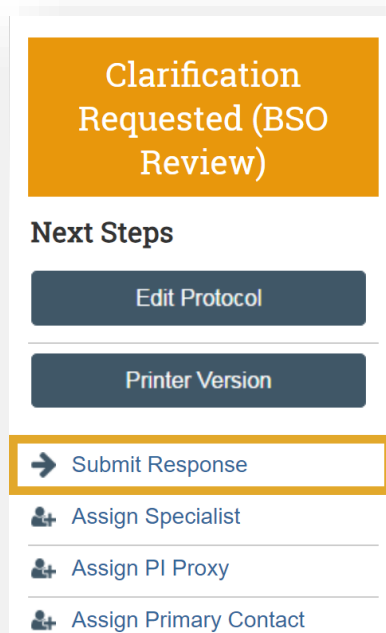 Clarification
Requested (BSO
Review)
Next Steps
Edit Protocol
Printer Version
Submit Response
Assign Specialist
Assign PI Proxy
Assign Primary Contact